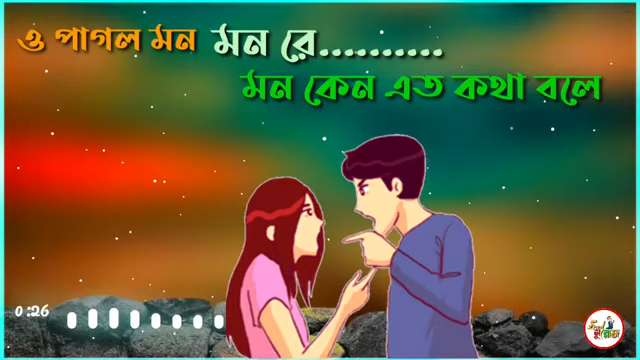 ও পাগল মন মন রে..........
মন কেন এত কথা বলে
0:26